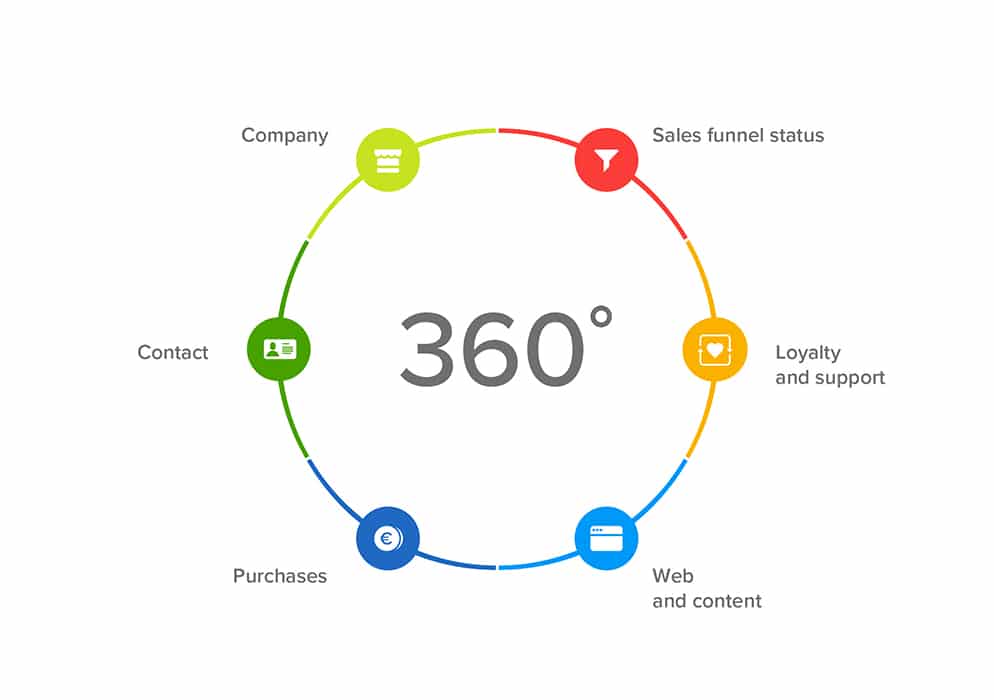 Company
Sales funnel status
360°
Contact
Loyalty
and support
€
Purchases
Web
and content